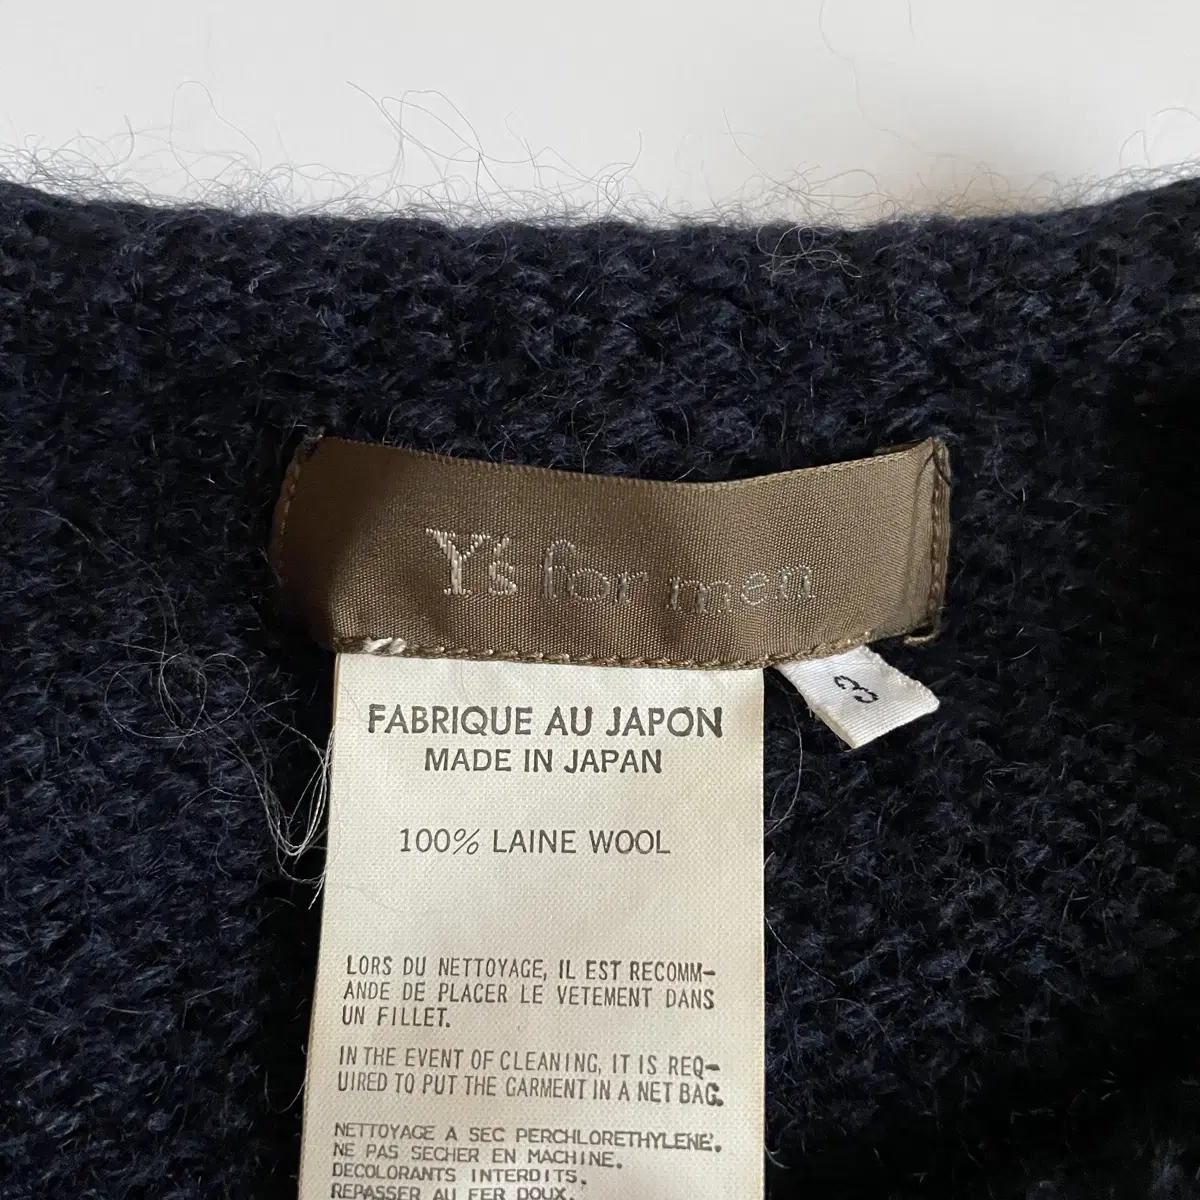 Y's for men
3
FABRIQUE AU JAPON
MADE IN JAPAN
100% LAINE WOOL
LORS DU NETTOYAGE, IL EST RECOMM-
ANDE DE PLACER LE VETEMENT DANS
UN FILLET.
IN THE EVENT OF CLEANING, IT IS REQ-
UIRED TO PUT THE GARMENT IN A NET BAG.
NETTOYAGE A SEC PERCHLORETHYLENE.
NE PAS SECHER EN MACHINE.
DECOLORANTS INTERDITS.
REPASSER AU FER DOUX.